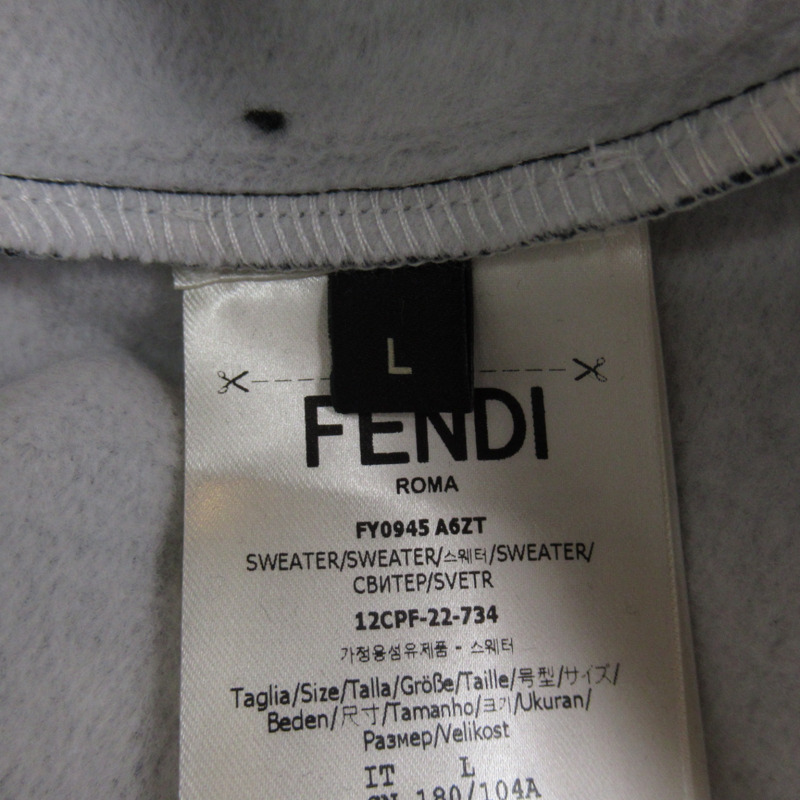 L
FENDI
ROMA
FY0945 A6ZT
SWEATER/SWEATER/스웨터/SWEATER/
СВИТЕР/SVETR
12CPF-22-734
가정용섬유제품 - 스웨터
Taglia/Size/Talla/Größe/Taille/号型/サイズ/
Beden/尺寸/Tamanho/크기/Ukuran/
Размер/Velikost
IT L
CN 180/104A